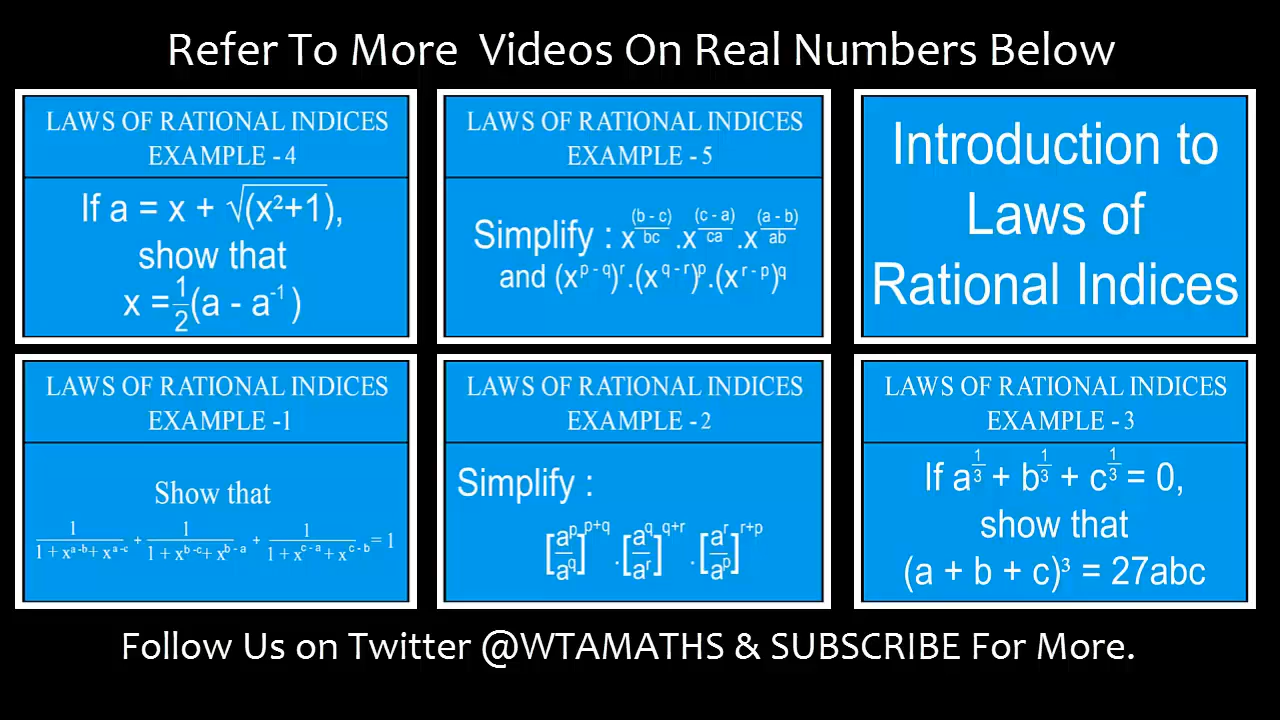 Refer To More Videos On Real Numbers Below
LAWS OF RATIONAL INDICES
EXAMPLE - 4
If a = x + √(x²+1),
show that
x = 1/2 (a - a⁻¹ )
LAWS OF RATIONAL INDICES
EXAMPLE - 5
Simplify : x^((b - c)/bc) . x^((c - a)/ca) . x^((a - b)/ab)
and (x^(p - q))^r . (x^(q - r))^p . (x^(r - p))^q
Introduction to
Laws of
Rational Indices
LAWS OF RATIONAL INDICES
EXAMPLE -1
Show that
1/(1 + x^(a-b) + x^(a-c)) + 1/(1 + x^(b-c) + x^(b - a)) + 1/(1 + x^(c - a) + x^(c - b)) = 1
LAWS OF RATIONAL INDICES
EXAMPLE - 2
Simplify :
[a^p/a^q]^(p+q) . [a^q/a^r]^(q+r) . [a^r/a^p]^(r+p)
LAWS OF RATIONAL INDICES
EXAMPLE - 3
If a^(1/3) + b^(1/3) + c^(1/3) = 0,
show that
(a + b + c)³ = 27abc
Follow Us on Twitter @WTAMATHS & SUBSCRIBE For More.